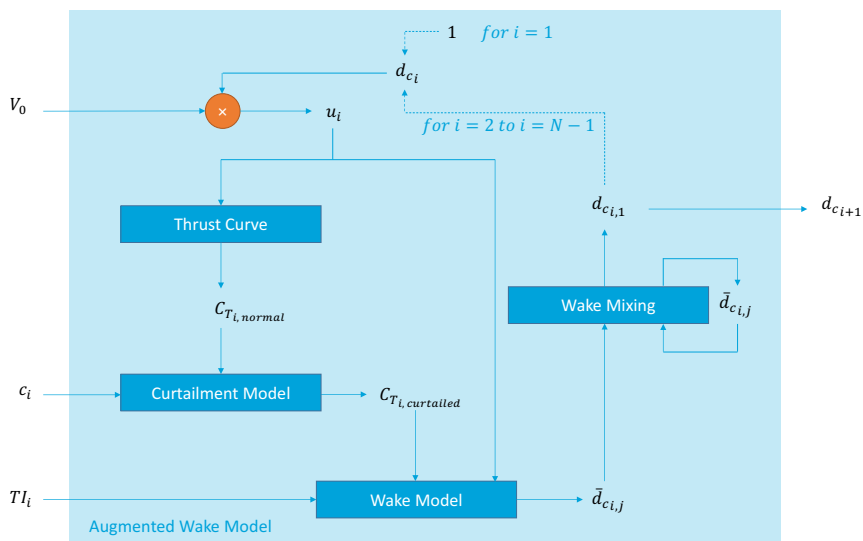 1 for i = 1
d_{c_i}
V_0
×
u_i
for i = 2 to i = N − 1
Thrust Curve
d_{c_{i,1}}
d_{c_{i+1}}
Wake Mixing
d̄_{c_{i,j}}
C_{T_{i,normal}}
c_i
Curtailment Model
C_{T_{i,curtailed}}
TI_i
Wake Model
d̄_{c_{i,j}}
Augmented Wake Model